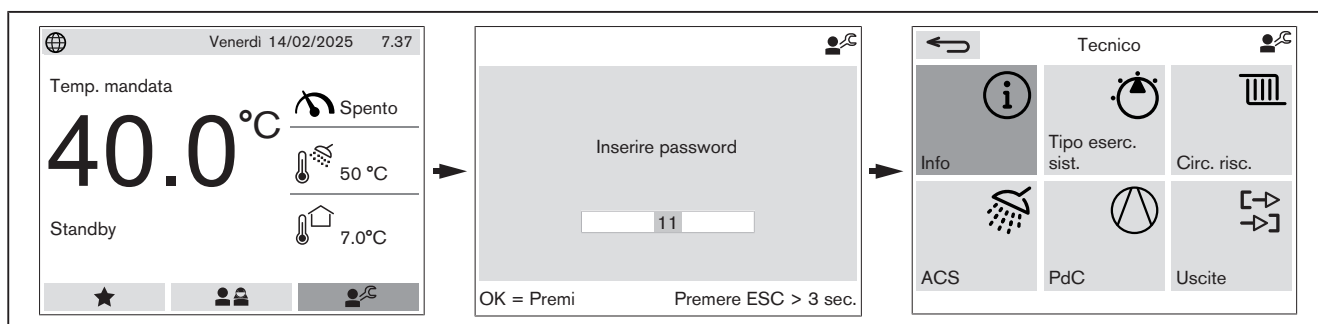 Venerdì 14/02/2025 7.37
Temp. mandata
40.0°C
Spento
50 °C
Standby
7.0°C
Inserire password
11
OK = Premi Premere ESC > 3 sec.
Tecnico
Info
Tipo eserc.
sist.
Circ. risc.
ACS
PdC
Uscite